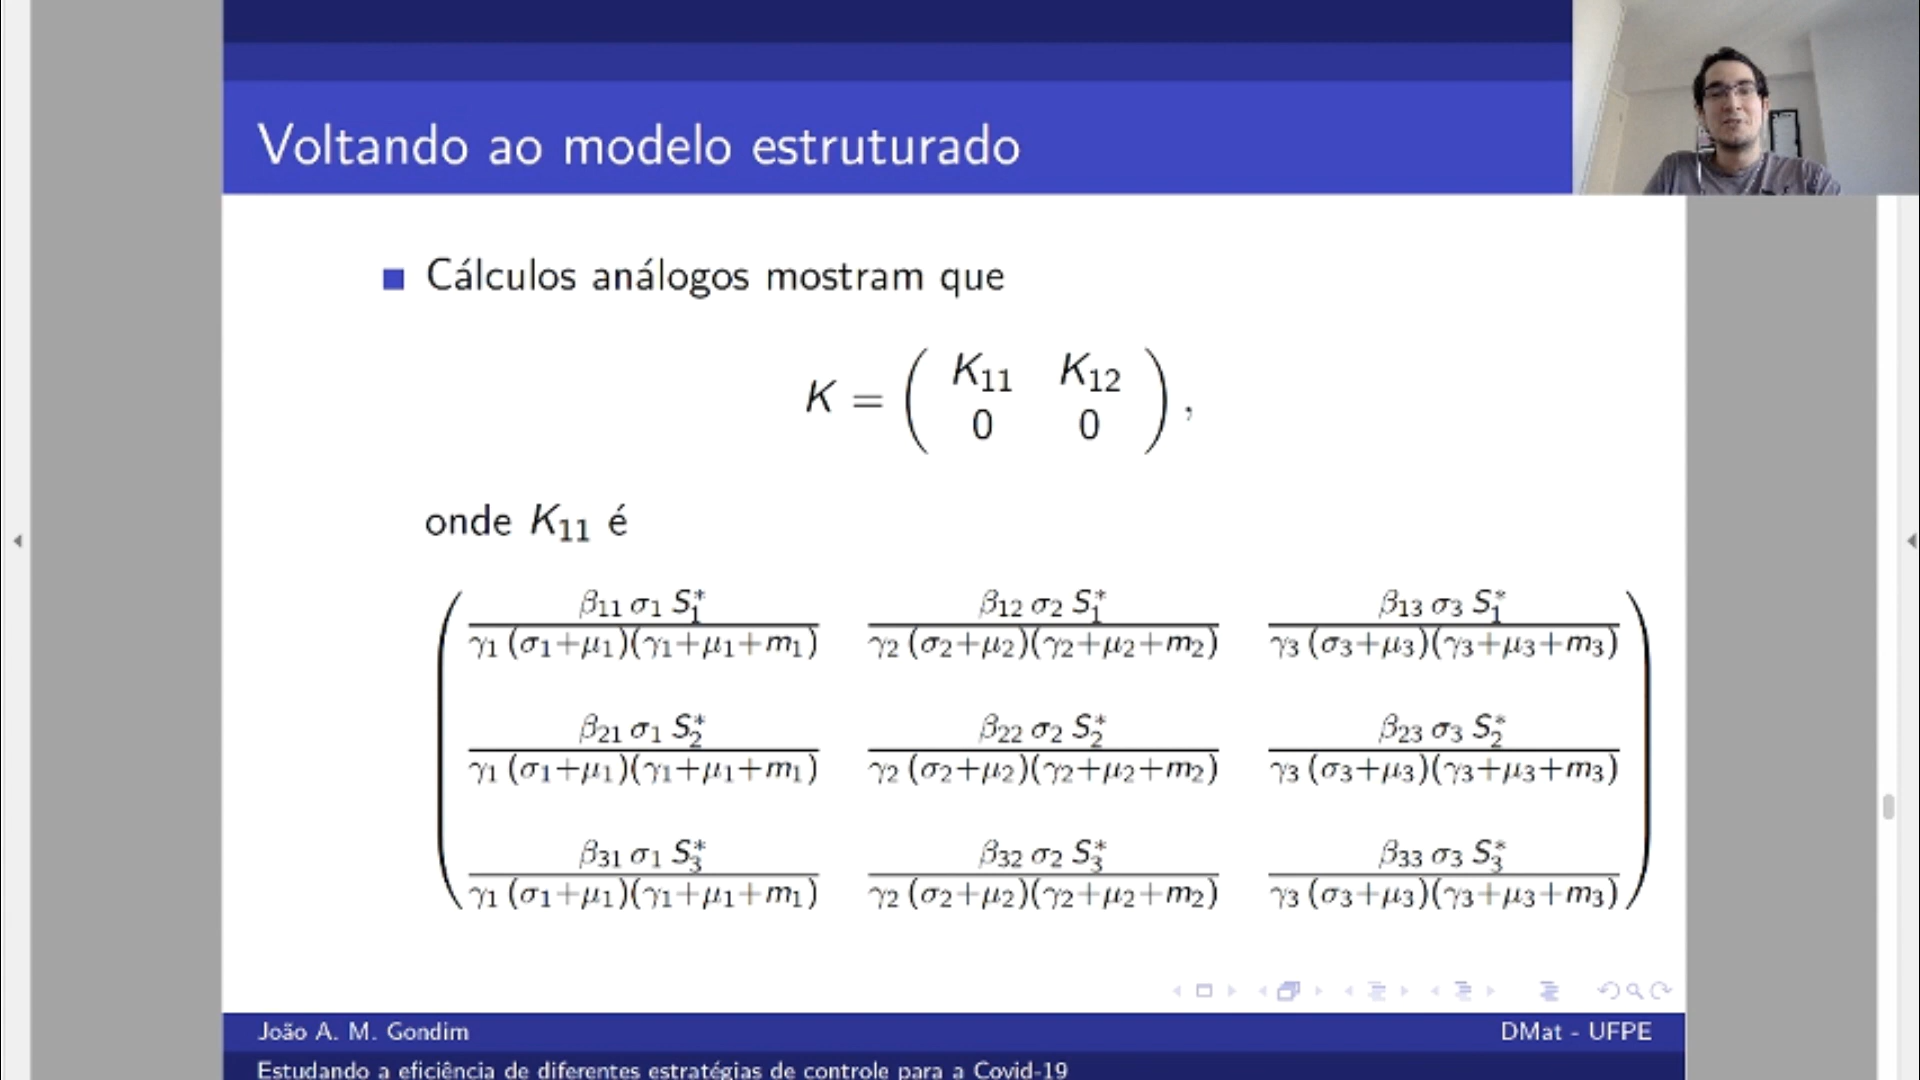 Voltando ao modelo estruturado
Cálculos análogos mostram que
K = ( K₁₁ K₁₂
0 0 ) ,
onde K₁₁ é
β₁₁ σ₁ S₁* / γ₁ (σ₁+μ₁)(γ₁+μ₁+m₁) β₁₂ σ₂ S₁* / γ₂ (σ₂+μ₂)(γ₂+μ₂+m₂) β₁₃ σ₃ S₁* / γ₃ (σ₃+μ₃)(γ₃+μ₃+m₃)
β₂₁ σ₁ S₂* / γ₁ (σ₁+μ₁)(γ₁+μ₁+m₁) β₂₂ σ₂ S₂* / γ₂ (σ₂+μ₂)(γ₂+μ₂+m₂) β₂₃ σ₃ S₂* / γ₃ (σ₃+μ₃)(γ₃+μ₃+m₃)
β₃₁ σ₁ S₃* / γ₁ (σ₁+μ₁)(γ₁+μ₁+m₁) β₃₂ σ₂ S₃* / γ₂ (σ₂+μ₂)(γ₂+μ₂+m₂) β₃₃ σ₃ S₃* / γ₃ (σ₃+μ₃)(γ₃+μ₃+m₃)
João A. M. Gondim DMat - UFPE
Estudando a eficiência de diferentes estratégias de controle para a Covid-19